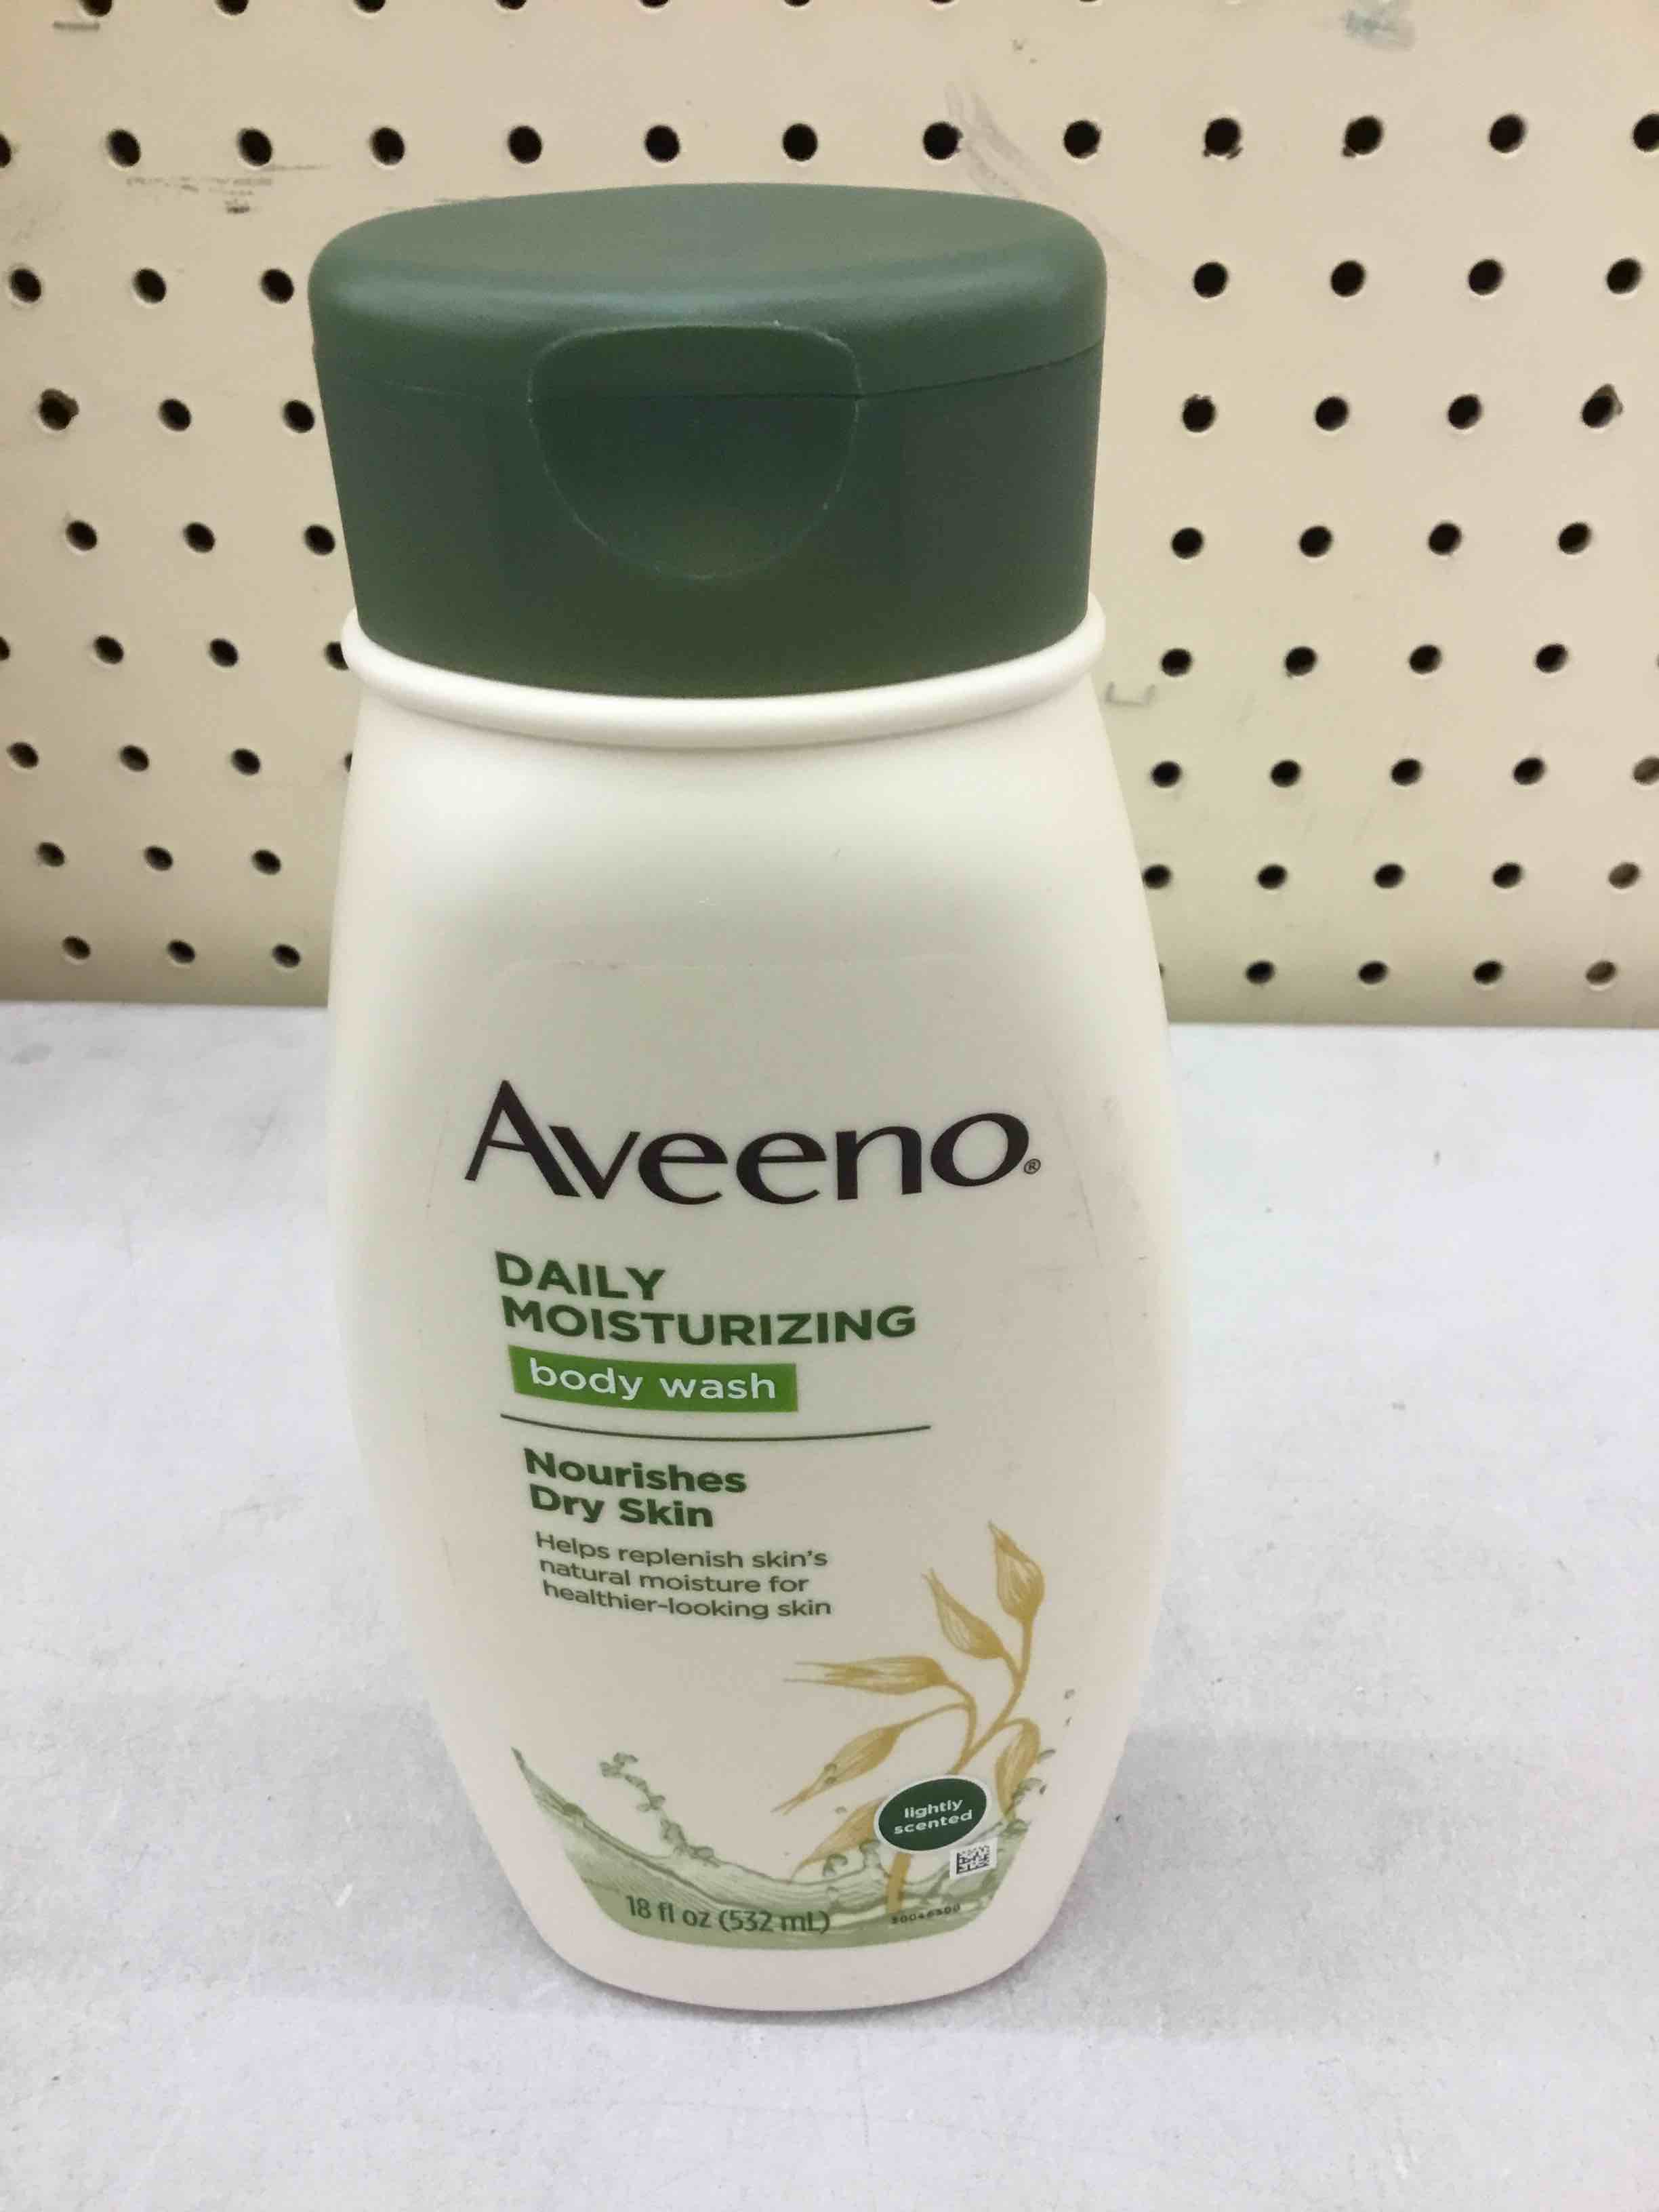 Aveeno®
DAILY
MOISTURIZING
body wash
Nourishes
Dry Skin
Helps replenish skin's
natural moisture for
healthier-looking skin
lightly
scented
18 fl oz (532 mL)